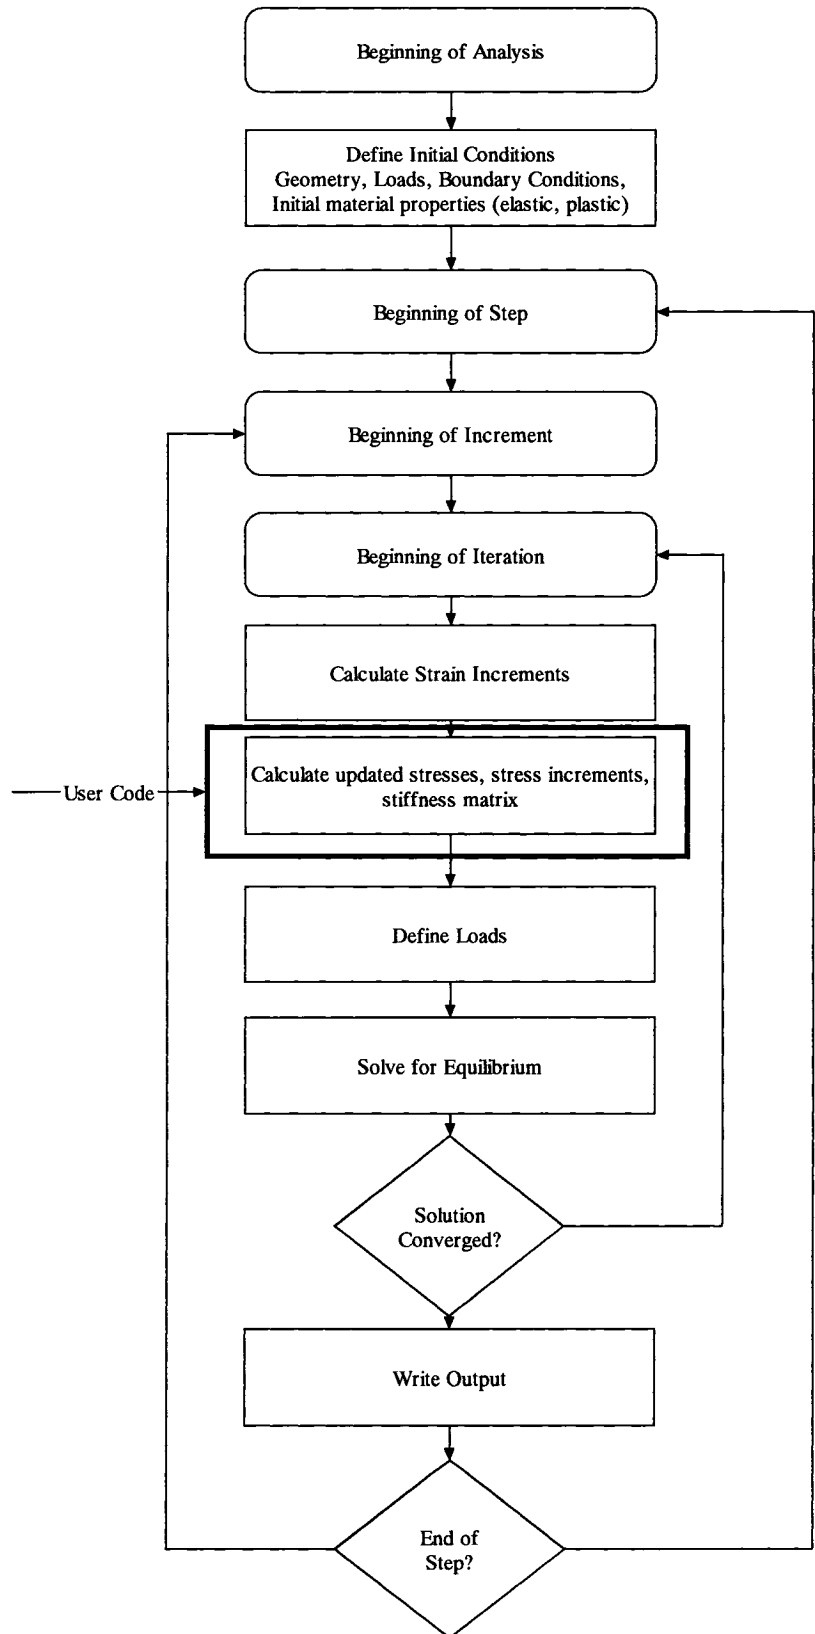 Beginning of Analysis
Define Initial Conditions
Geometry, Loads, Boundary Conditions,
Initial material properties (elastic, plastic)
Beginning of Step
Beginning of Increment
Beginning of Iteration
Calculate Strain Increments
User Code
Calculate updated stresses, stress increments,
stiffness matrix
Define Loads
Solve for Equilibrium
Solution
Converged?
Write Output
End of
Step?